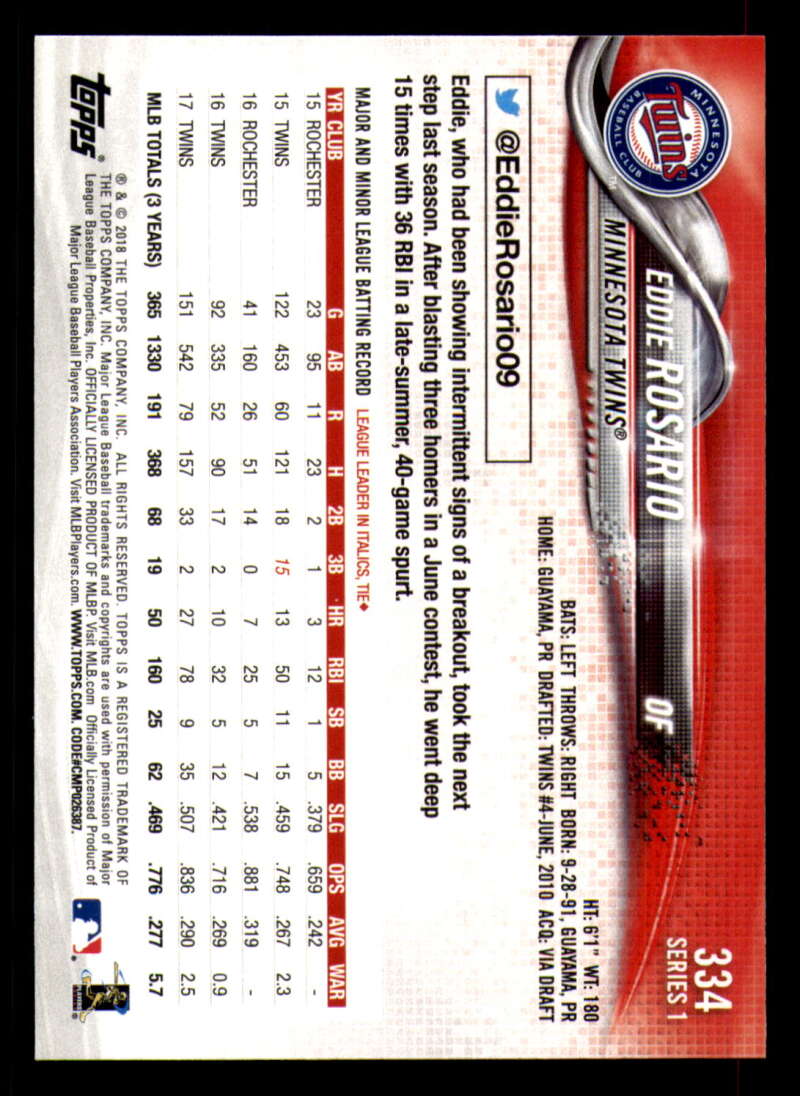 334
SERIES 1
MINNESOTA
Twins
BASEBALL CLUB
TM
EDDIE ROSARIO OF
MINNESOTA TWINS®
HT: 6'1" WT: 180
BATS: LEFT THROWS: RIGHT BORN: 9-28-91, GUAYAMA, PR
HOME: GUAYAMA, PR DRAFTED: TWINS #4-JUNE, 2010 ACQ: VIA DRAFT
@EddieRosario09
Eddie, who had been showing intermittent signs of a breakout, took the next
step last season. After blasting three homers in a June contest, he went deep
15 times with 36 RBI in a late-summer, 40-game spurt.
MAJOR AND MINOR LEAGUE BATTING RECORD LEAGUE LEADER IN ITALICS, TIE♦
YR CLUB G AB R H 2B 3B HR RBI SB BB SLG OPS AVG WAR
15 ROCHESTER 23 95 11 23 2 1 3 12 1 5 .379 .659 .242 -
15 TWINS 122 453 60 121 18 15 13 50 11 15 .459 .748 .267 2.3
16 ROCHESTER 41 160 26 51 14 0 7 25 5 7 .538 .881 .319 -
16 TWINS 92 335 52 90 17 2 10 32 5 12 .421 .716 .269 0.9
17 TWINS 151 542 79 157 33 2 27 78 9 35 .507 .836 .290 2.5
MLB TOTALS (3 YEARS) 365 1330 191 368 68 19 50 160 25 62 .469 .776 .277 5.7
topps®
® & © 2018 THE TOPPS COMPANY, INC. ALL RIGHTS RESERVED. TOPPS IS A REGISTERED TRADEMARK OF
THE TOPPS COMPANY, INC. Major League Baseball trademarks and copyrights are used with permission of Major
League Baseball Properties, Inc. OFFICIALLY LICENSED PRODUCT OF MLBP. Visit MLB.com Officially Licensed Product of
Major League Baseball Players Association. Visit MLBPlayers.com. WWW.TOPPS.COM. CODE#CMP026387.